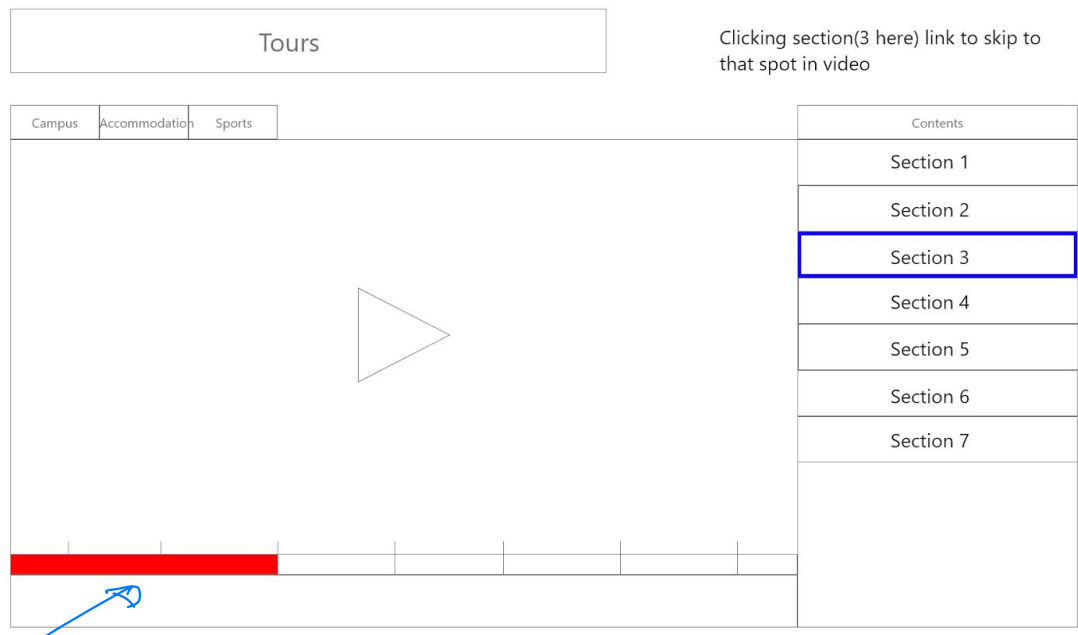 Tours
Clicking section(3 here) link to skip to
that spot in video
Campus
Accommodation
Sports
Contents
Section 1
Section 2
Section 3
Section 4
Section 5
Section 6
Section 7